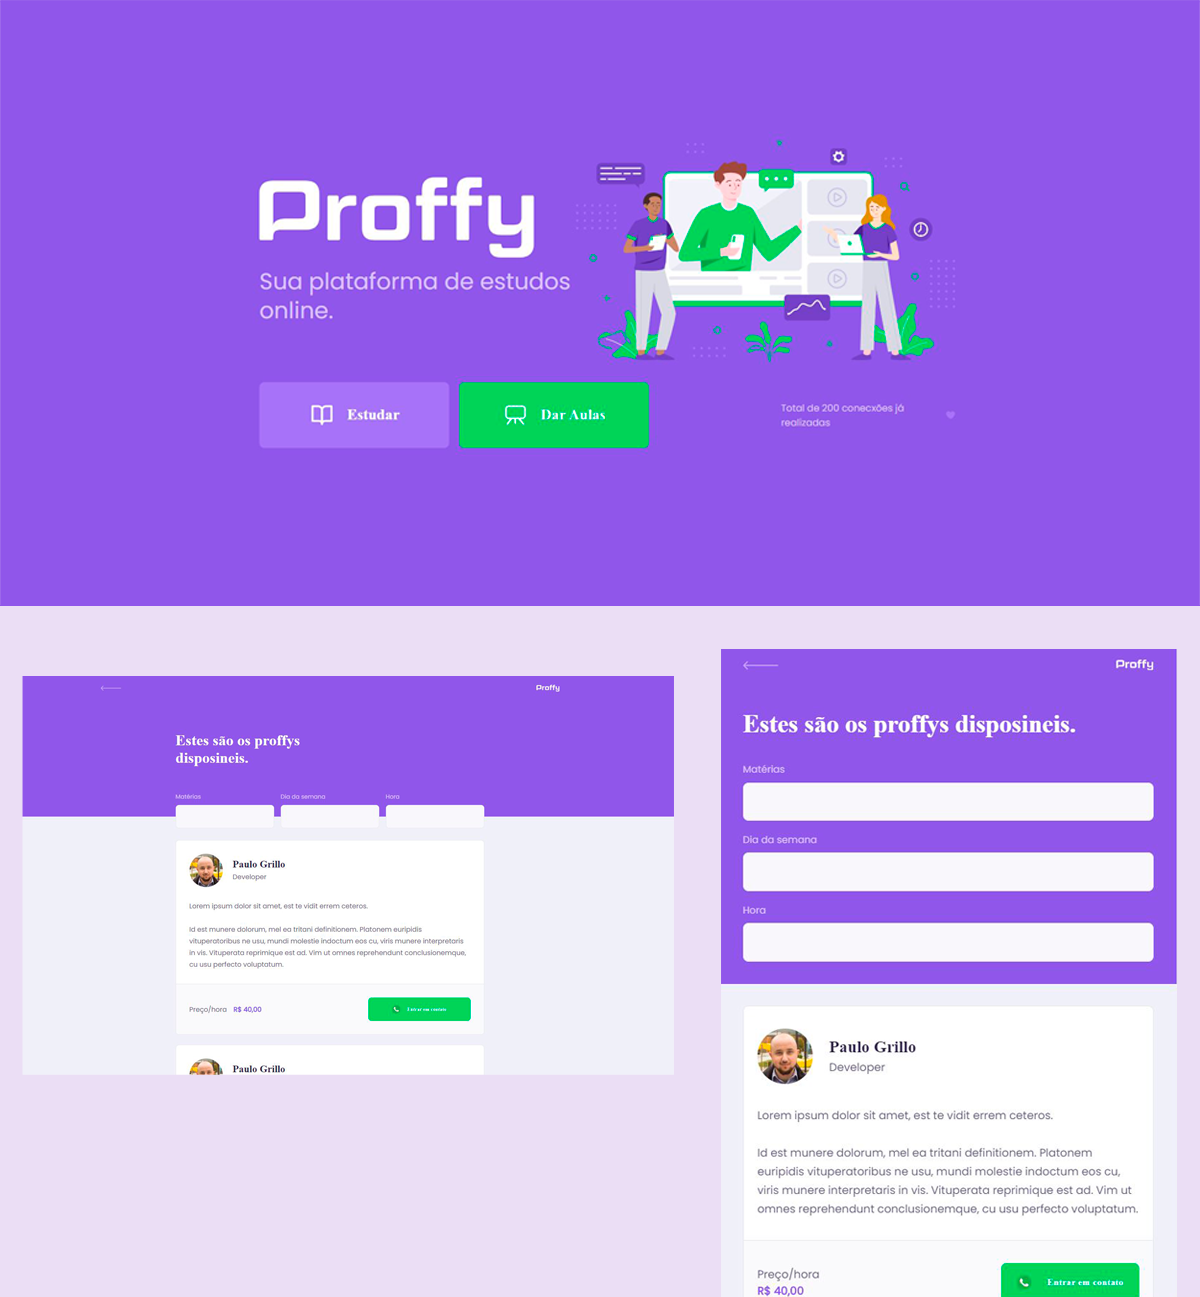 Proffy
Sua plataforma de estudos
online.
Estudar
Dar Aulas
Total de 200 conecxões já
realizadas
Proffy
Estes são os proffys
disposineis.
Matérias
Dia da semana
Hora
Paulo Grillo
Developer
Lorem ipsum dolor sit amet, est te vidit errem ceteros.
Id est munere dolorum, mel ea tritani definitionem. Platonem euripidis
vituperatoribus ne usu, mundi molestie indoctum eos cu, viris munere interpretaris
in vis. Vituperata reprimique est ad. Vim ut omnes reprehendunt conclusionemque,
cu usu perfecto voluptatum.
Preço/hora R$ 40,00
Entrar em contato
Paulo Grillo
Proffy
Estes são os proffys disposineis.
Matérias
Dia da semana
Hora
Paulo Grillo
Developer
Lorem ipsum dolor sit amet, est te vidit errem ceteros.
Id est munere dolorum, mel ea tritani definitionem. Platonem
euripidis vituperatoribus ne usu, mundi molestie indoctum eos cu,
viris munere interpretaris in vis. Vituperata reprimique est ad. Vim ut
omnes reprehendunt conclusionemque, cu usu perfecto voluptatum.
Preço/hora
R$ 40,00
Entrar em contato